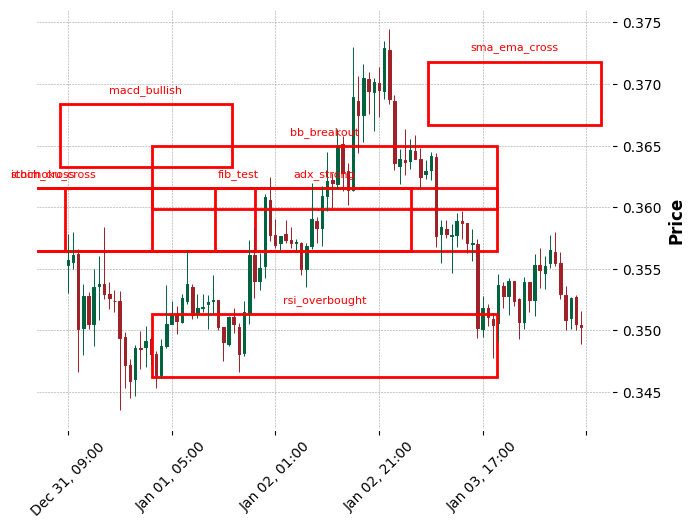 0.375
sma_ema_cross
0.370
macd_bullish
0.365
bb_breakout
fib_test
adx_strong
0.360
0.355
rsi_overbought
0.350
0.345
Price
Dec 31, 09:00
Jan 01, 05:00
Jan 02, 01:00
Jan 02, 21:00
Jan 03, 17:00